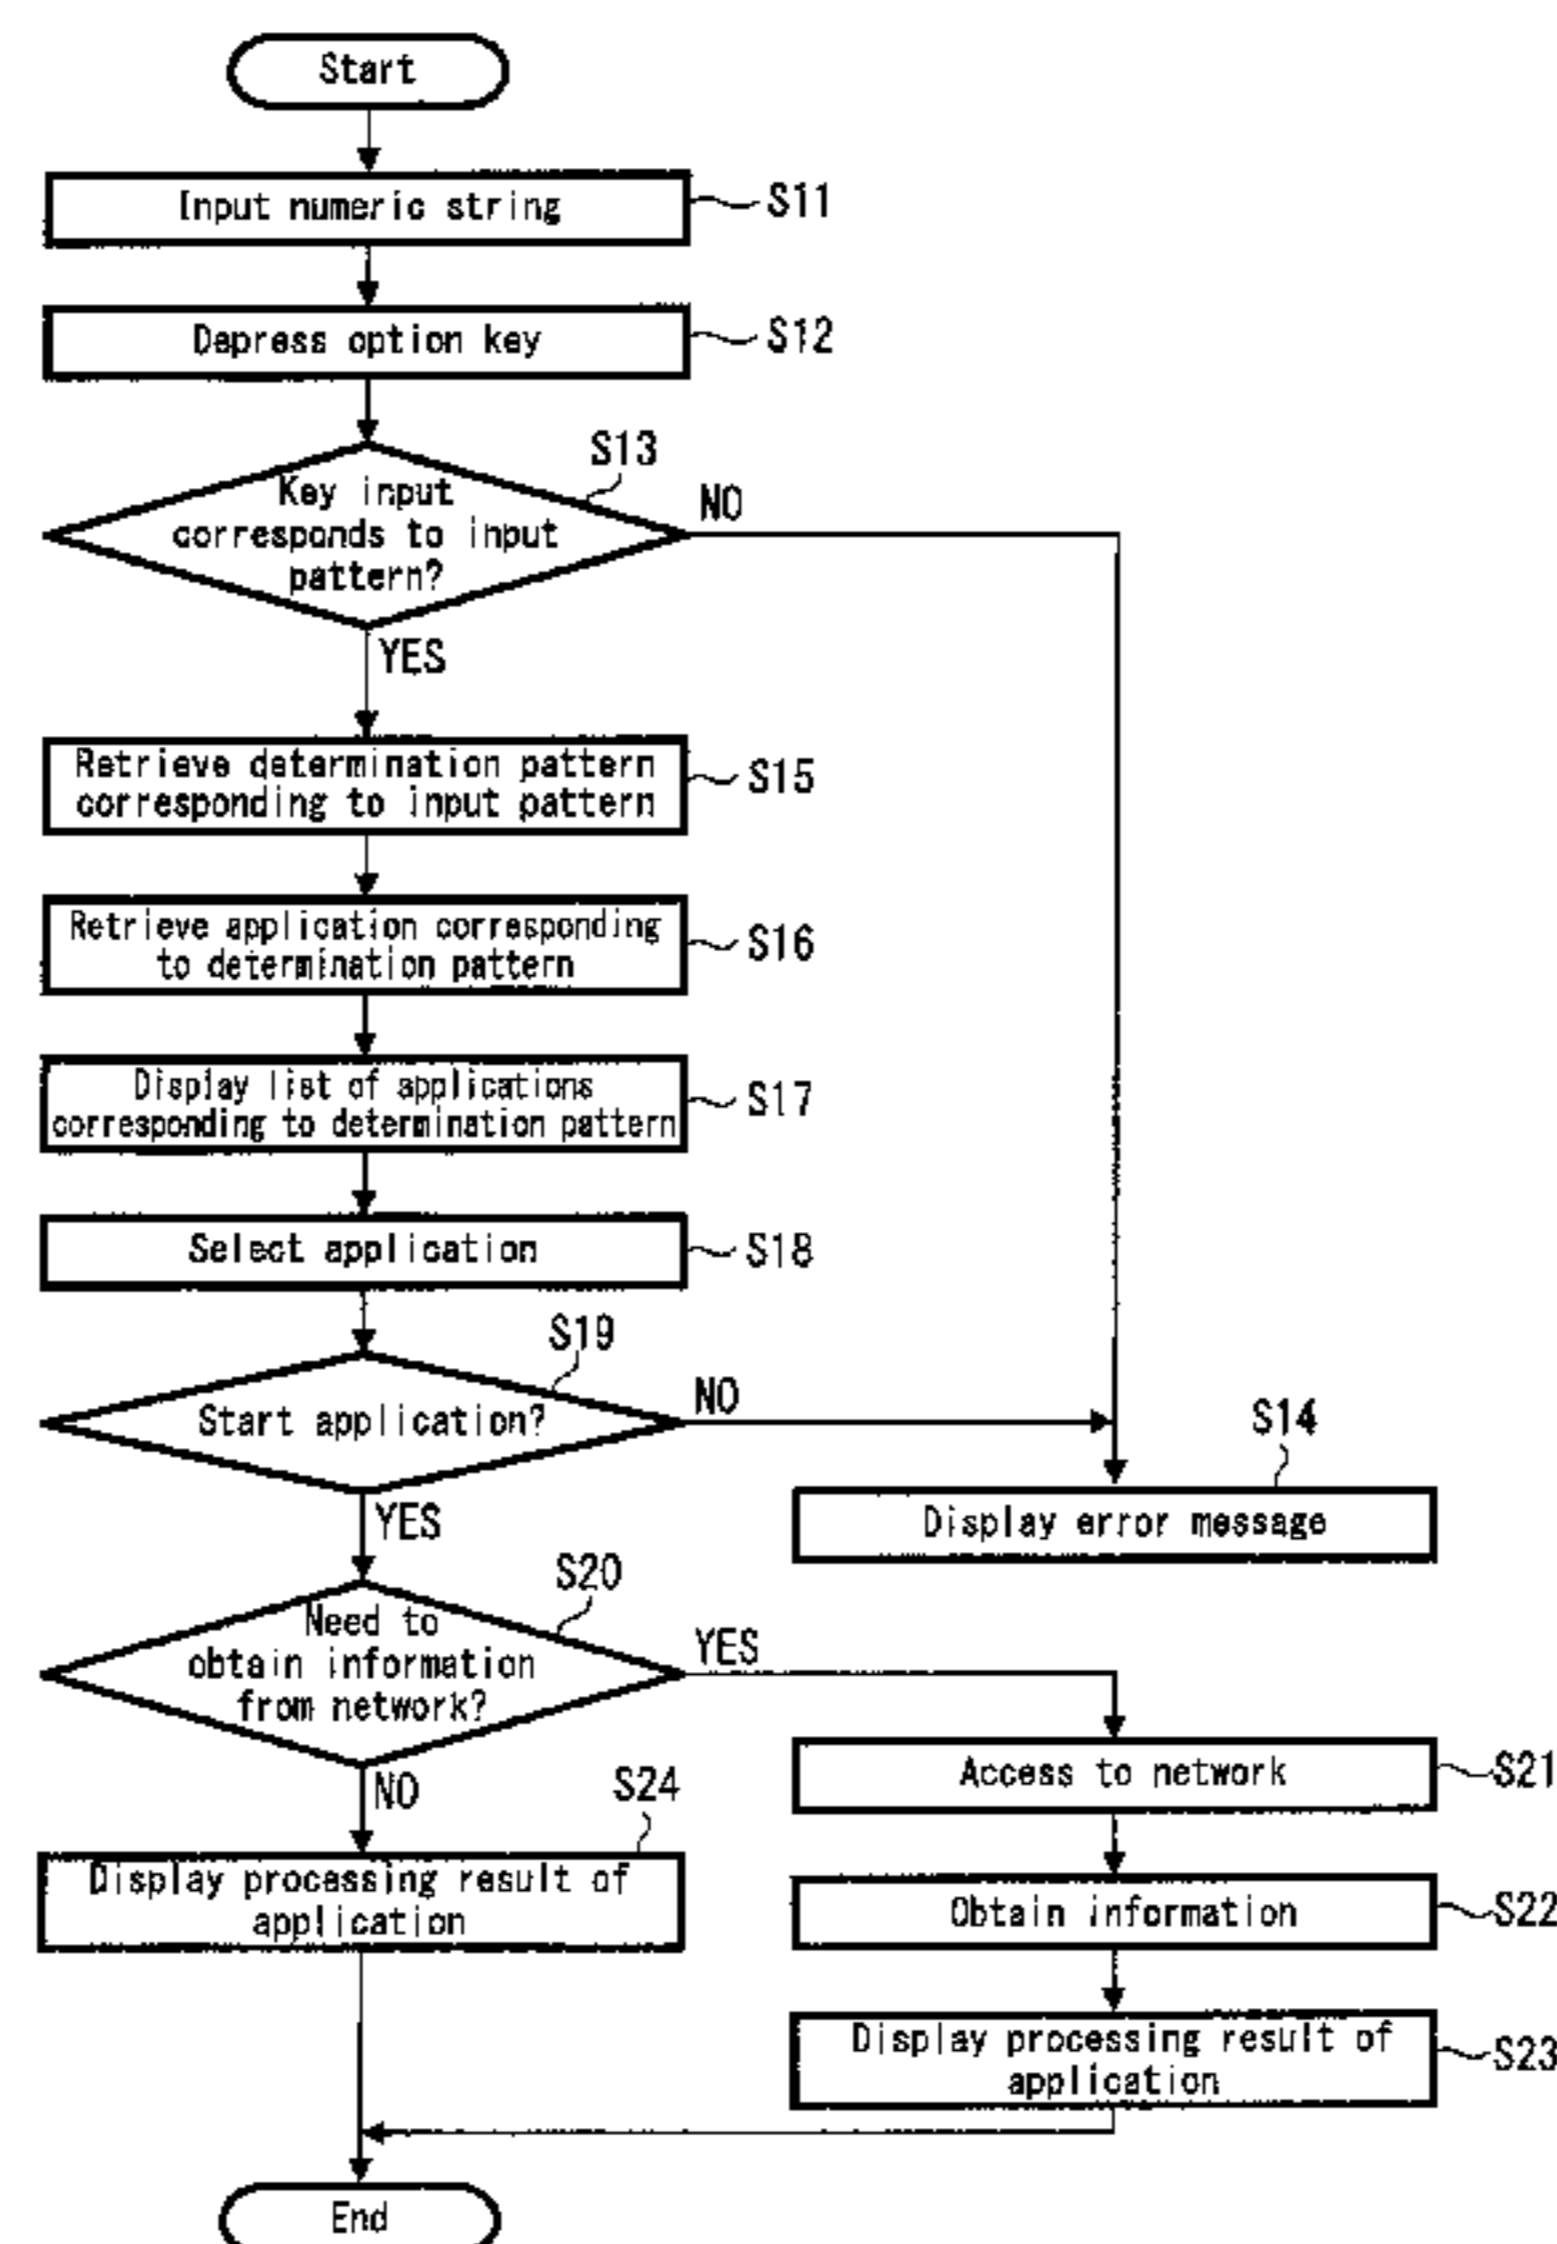 Start
Input numeric string
S11
Depress option key
S12
S13
Key input
corresponds to input
pattern?
NO
YES
Retrieve determination pattern
corresponding to input pattern
S15
Retrieve application corresponding
to determination pattern
S16
Display list of applications
corresponding to determination pattern
S17
Select application
S18
S19
Start application?
NO
YES
S14
Display error message
S20
Need to
obtain information
from network?
YES
NO
Access to network
S21
S24
Display processing result of
application
Obtain information
S22
Display processing result of
application
S23
End